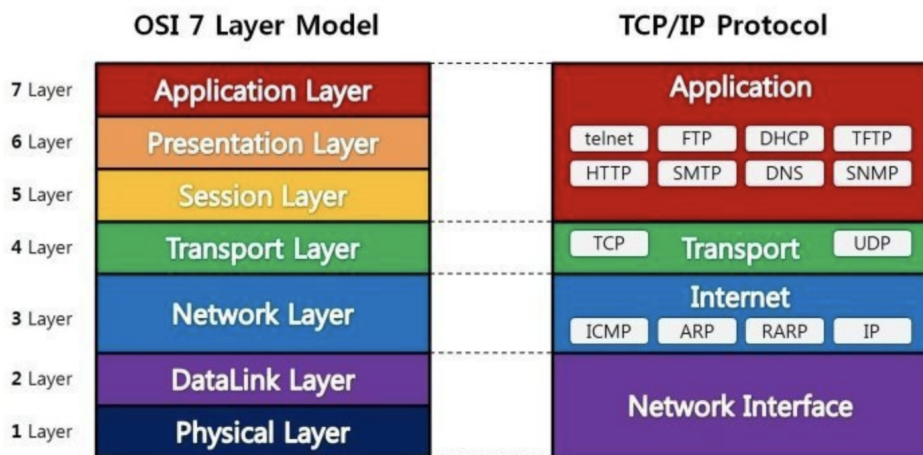 OSI 7 Layer Model
TCP/IP Protocol
7 Layer
Application Layer
Application
6 Layer
Presentation Layer
telnet FTP DHCP TFTP
HTTP SMTP DNS SNMP
5 Layer
Session Layer
4 Layer
Transport Layer
TCP Transport UDP
3 Layer
Network Layer
Internet
ICMP ARP RARP IP
2 Layer
DataLink Layer
Network Interface
1 Layer
Physical Layer